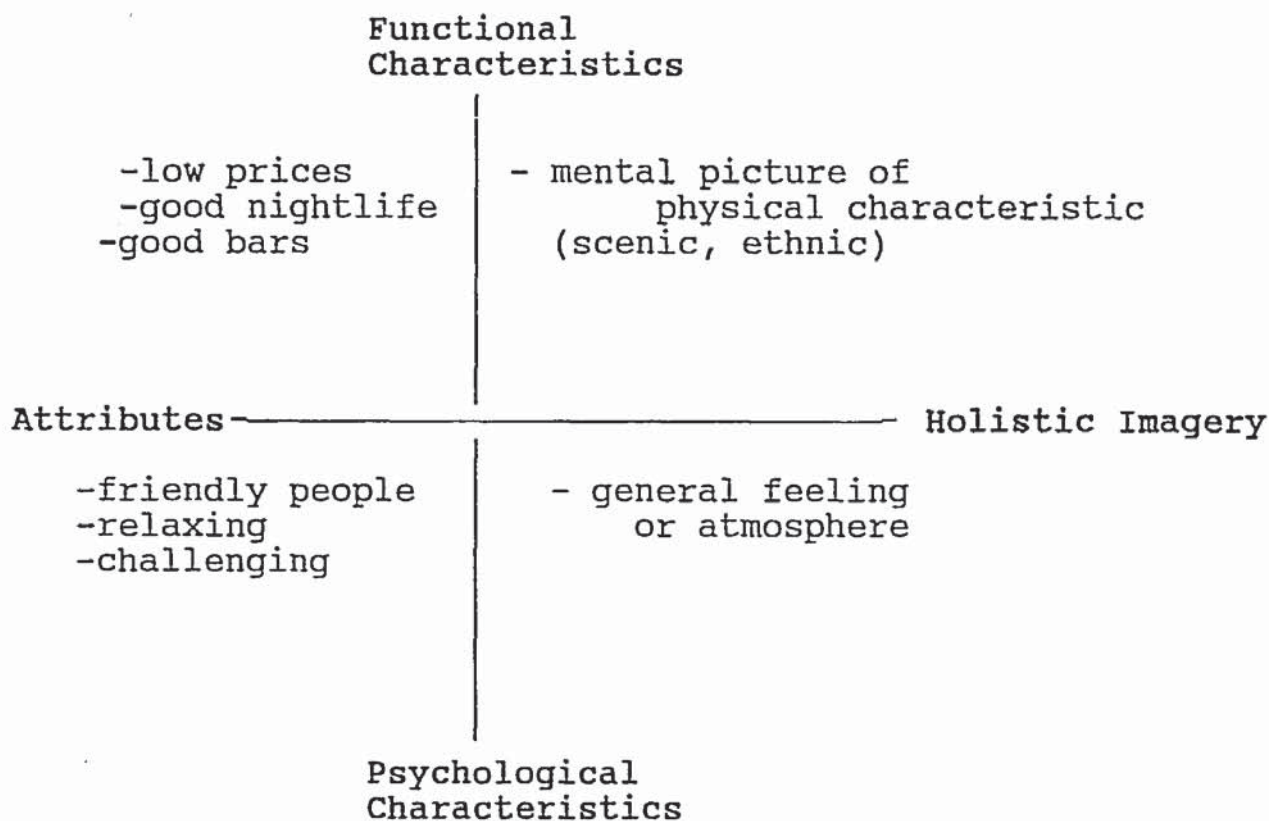 Functional
Characteristics
-low prices
-good nightlife
-good bars
- mental picture of
physical characteristic
(scenic, ethnic)
Attributes
Holistic Imagery
-friendly people
-relaxing
-challenging
- general feeling
or atmosphere
Psychological
Characteristics